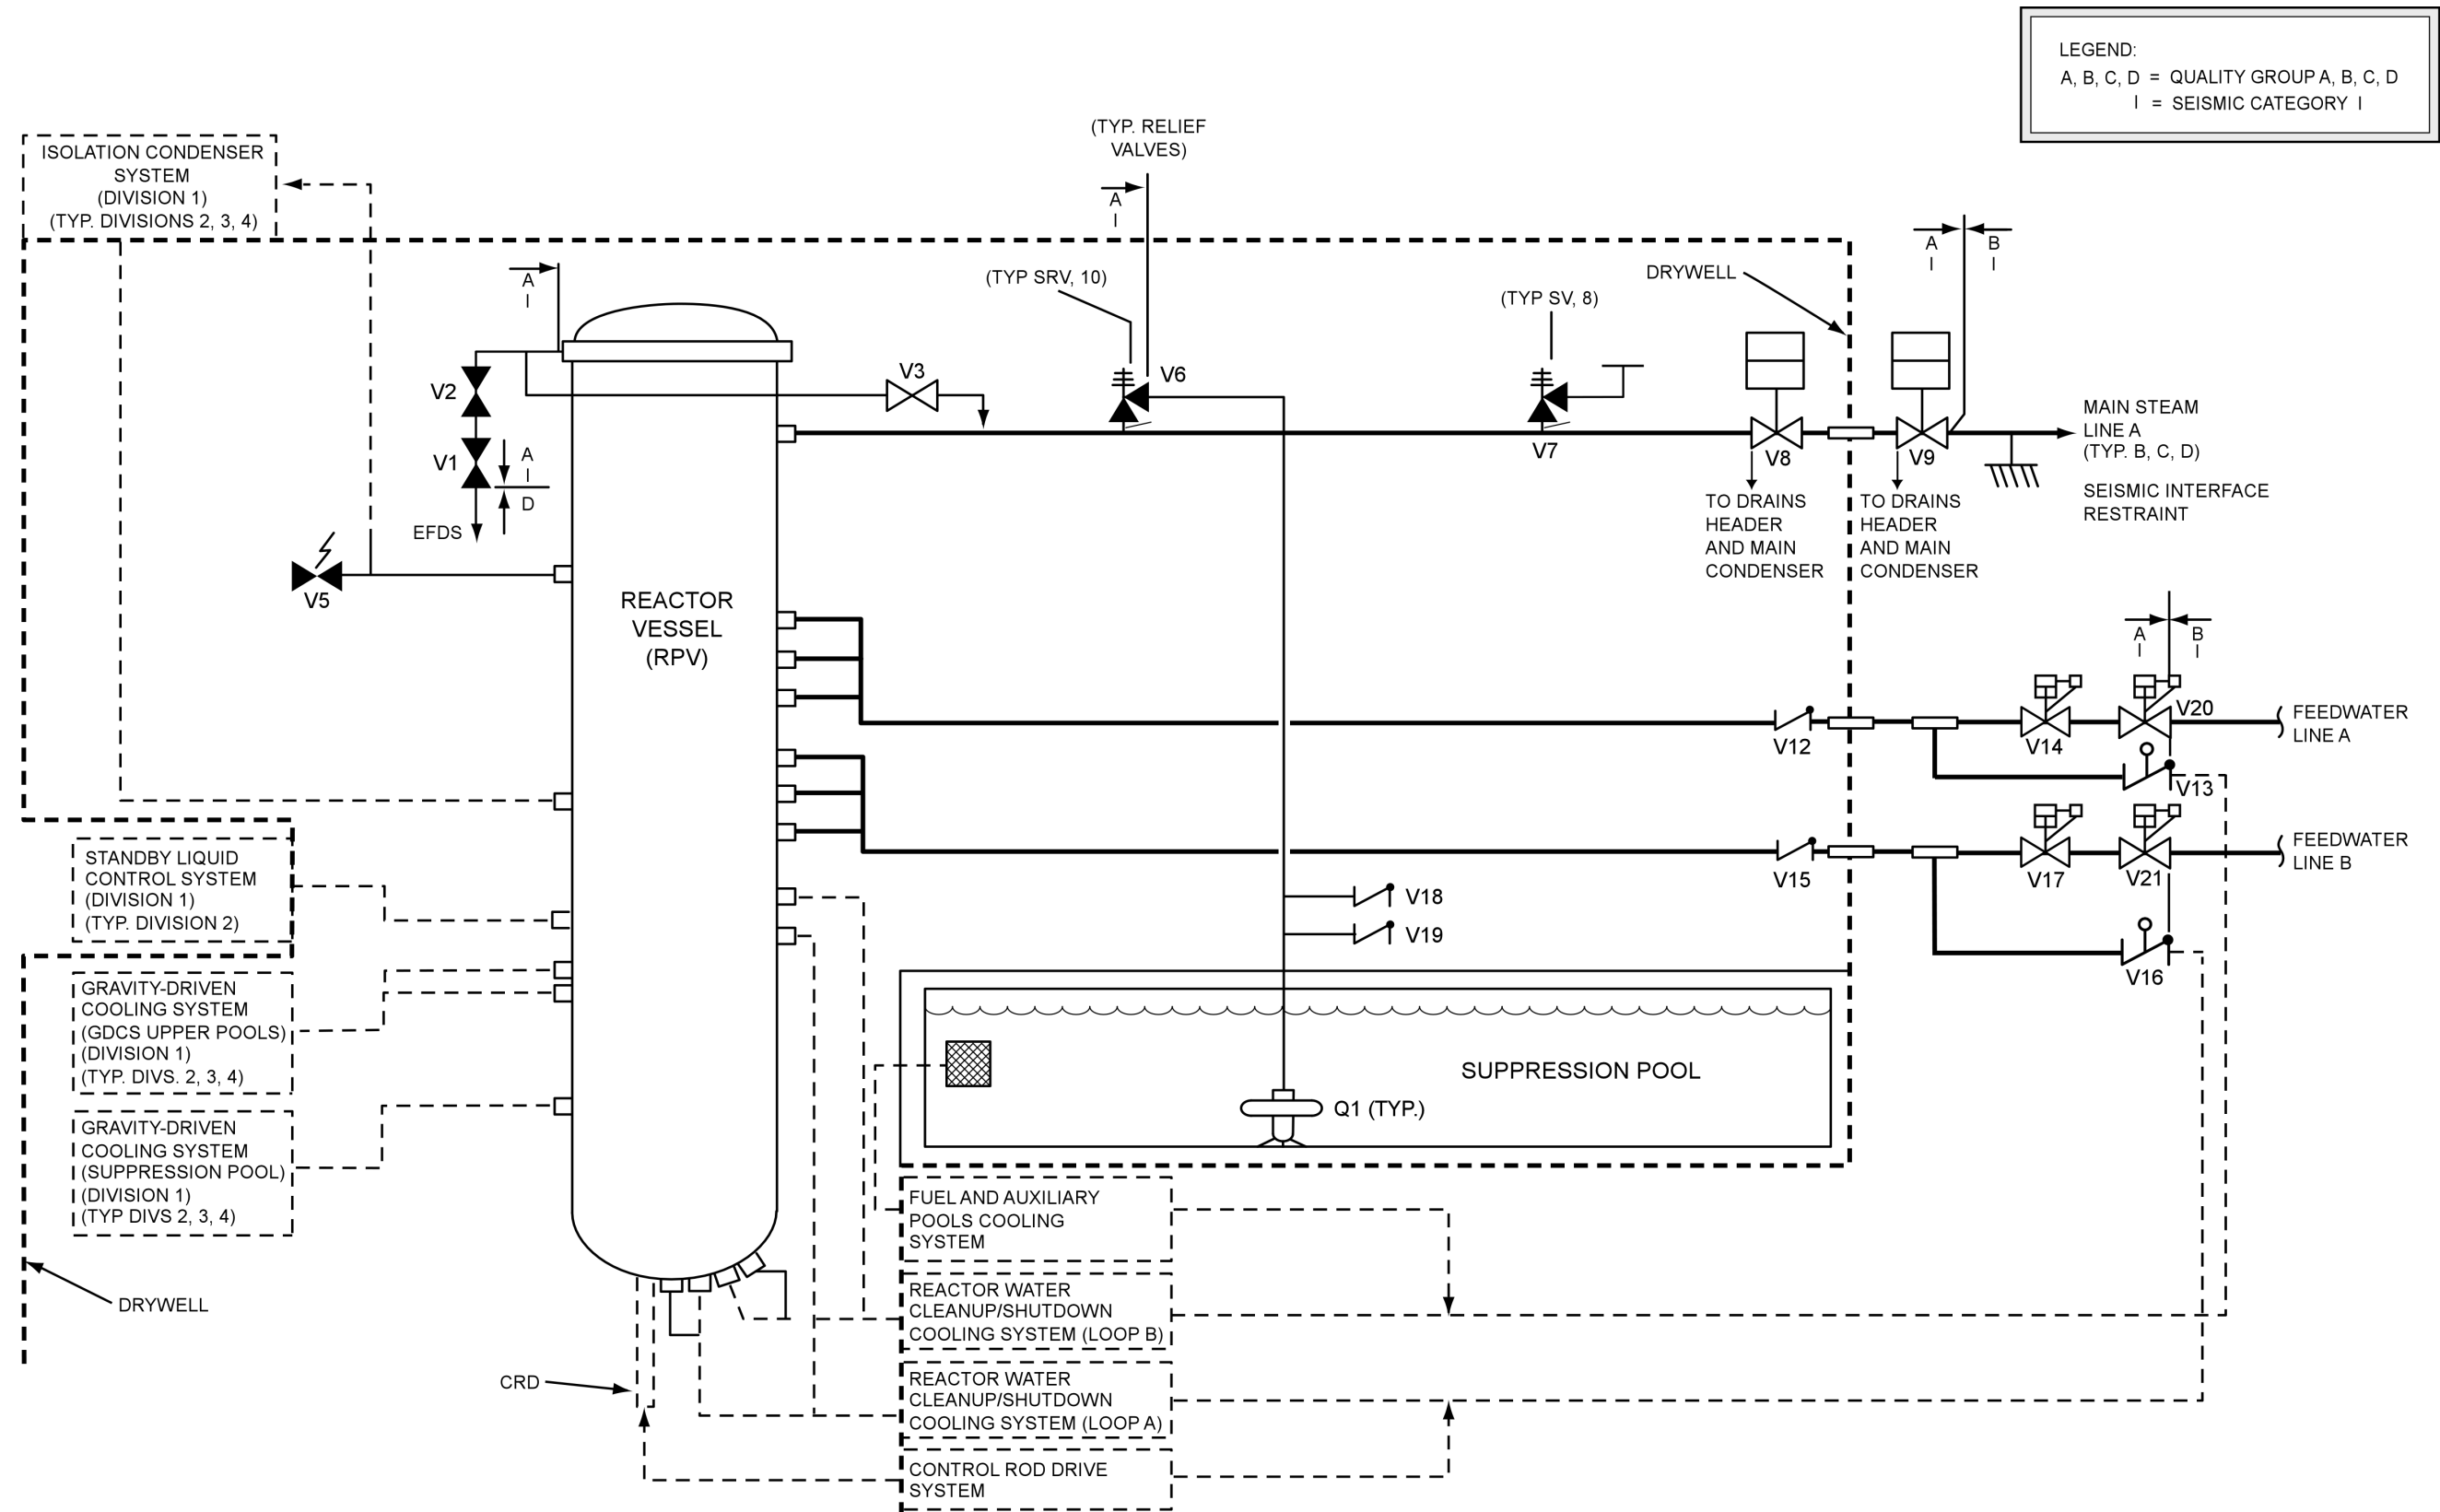 LEGEND:
A, B, C, D = QUALITY GROUP A, B, C, D
I = SEISMIC CATEGORY I
(TYP. RELIEF
VALVES)
A
I
ISOLATION CONDENSER
SYSTEM
(DIVISION 1)
(TYP. DIVISIONS 2, 3, 4)
A
I
(TYP SRV, 10)
(TYP SV, 8)
DRYWELL
A
I
B
I
V2
V1
A
I
D
EFDS
V3
V6
V7
V8
V9
MAIN STEAM
LINE A
(TYP. B, C, D)
SEISMIC INTERFACE
RESTRAINT
TO DRAINS
HEADER
AND MAIN
CONDENSER
TO DRAINS
HEADER
AND MAIN
CONDENSER
V5
REACTOR
VESSEL
(RPV)
A
I
B
I
V12
V14
V20
FEEDWATER
LINE A
V13
V15
V17
V21
FEEDWATER
LINE B
V16
V18
V19
STANDBY LIQUID
CONTROL SYSTEM
(DIVISION 1)
(TYP. DIVISION 2)
GRAVITY-DRIVEN
COOLING SYSTEM
(GDCS UPPER POOLS)
(DIVISION 1)
(TYP. DIVS. 2, 3, 4)
GRAVITY-DRIVEN
COOLING SYSTEM
(SUPPRESSION POOL)
(DIVISION 1)
(TYP DIVS 2, 3, 4)
SUPPRESSION POOL
Q1 (TYP.)
DRYWELL
CRD
FUEL AND AUXILIARY
POOLS COOLING
SYSTEM
REACTOR WATER
CLEANUP/SHUTDOWN
COOLING SYSTEM (LOOP B)
REACTOR WATER
CLEANUP/SHUTDOWN
COOLING SYSTEM (LOOP A)
CONTROL ROD DRIVE
SYSTEM